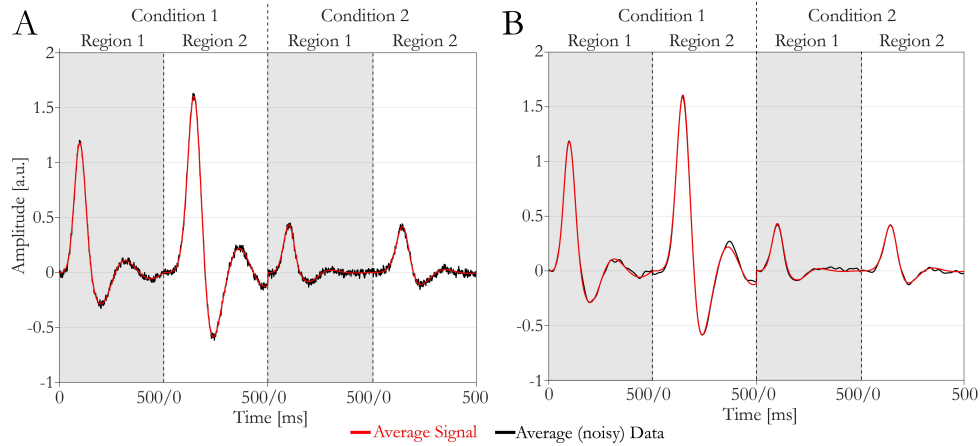 A
Condition 1
Condition 2
Region 1
Region 2
Region 1
Region 2
2
1.5
1
0.5
0
-0.5
-1
Amplitude [a.u.]
0
500/0
500/0
500/0
500
Time [ms]
B
Condition 1
Condition 2
Region 1
Region 2
Region 1
Region 2
2
1.5
1
0.5
0
-0.5
-1
0
500/0
500/0
500/0
500
Time [ms]
Average Signal
Average (noisy) Data